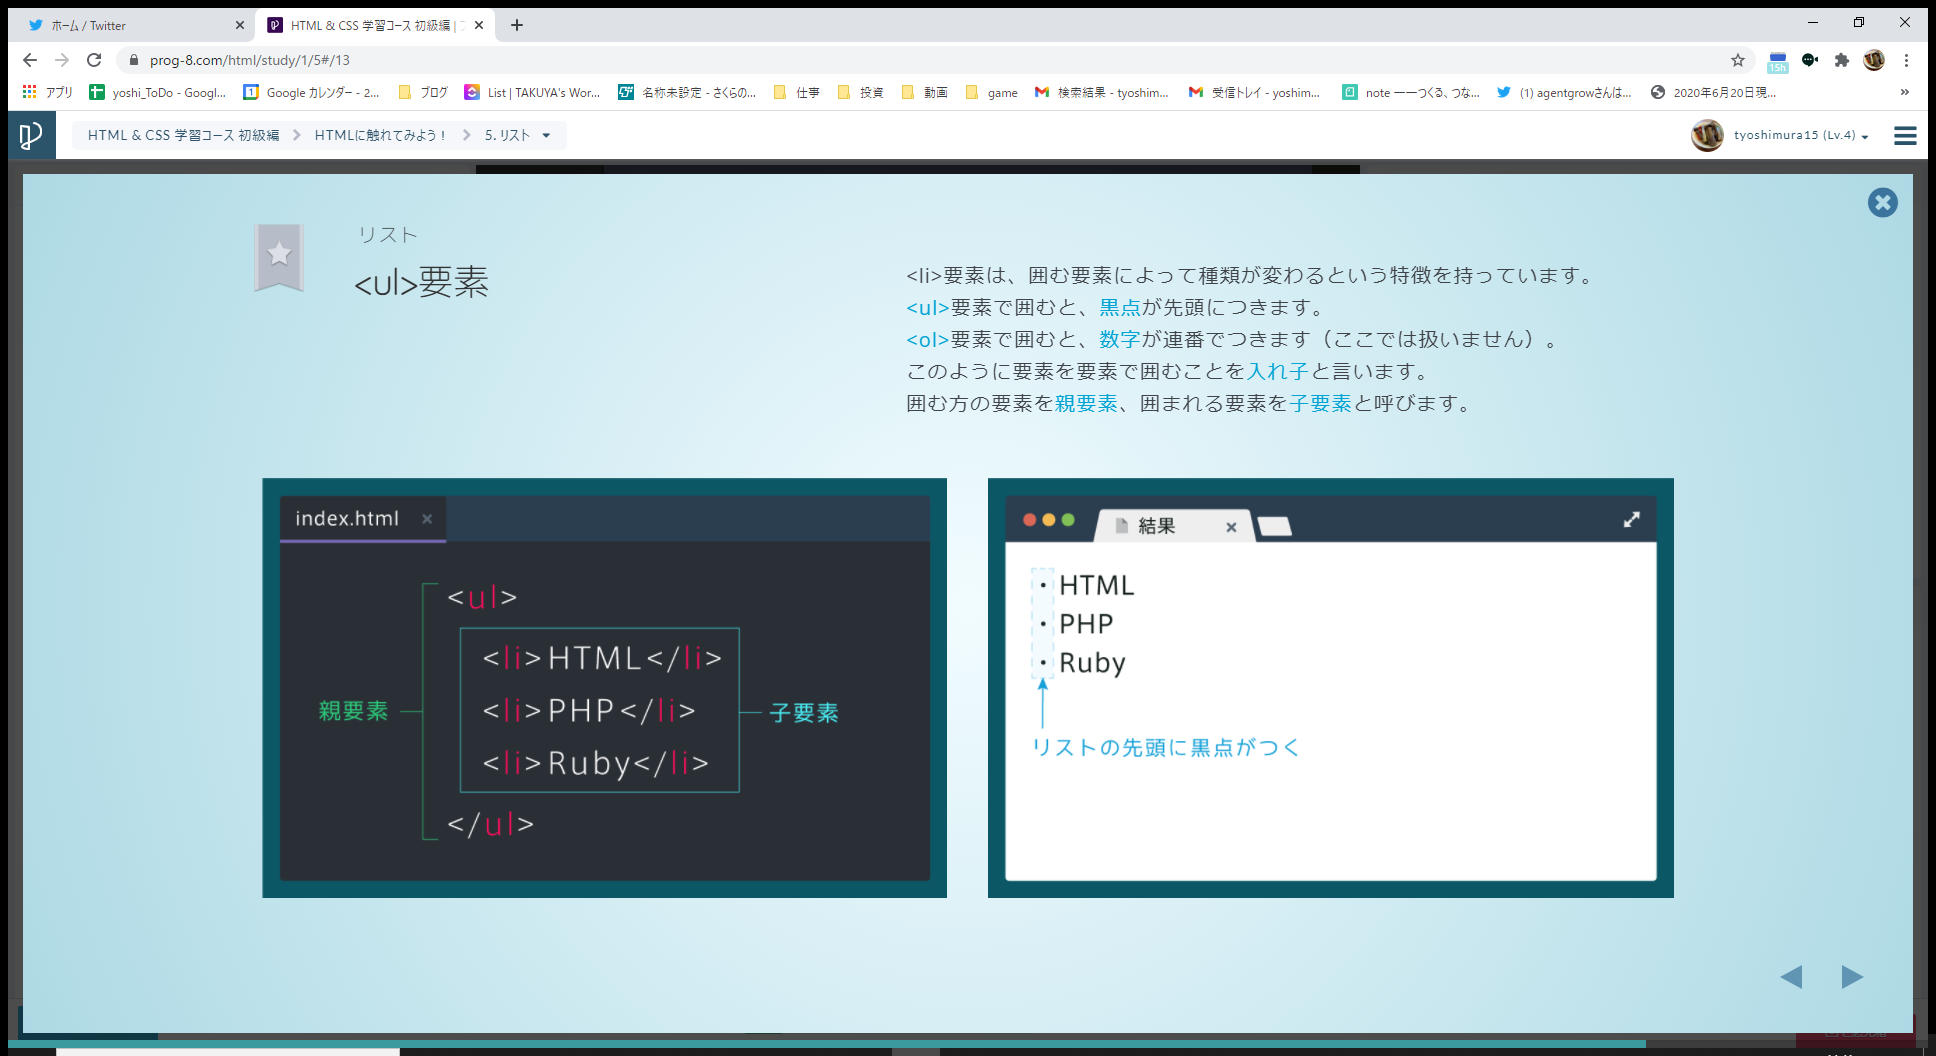 ホーム / Twitter
HTML & CSS 学習コース 初級編 |
prog-8.com/html/study/1/5#/13
15h
アプリ
yoshi_ToDo - Googl...
Google カレンダー - 2...
ブログ
List | TAKUYA's Wor...
名称未設定 - さくらの...
仕事
投資
動画
game
検索結果 - tyoshim...
受信トレイ - yoshim...
note ーーつくる、つな...
(1) agentgrowさんは...
2020年6月20日現...
»
HTML & CSS 学習コース 初級編
HTMLに触れてみよう！
5. リスト
tyoshimura15 (Lv.4)
リスト
<ul>要素
<li>要素は、囲む要素によって種類が変わるという特徴を持っています。
<ul>要素で囲むと、黒点が先頭につきます。
<ol>要素で囲むと、数字が連番でつきます（ここでは扱いません）。
このように要素を要素で囲むことを入れ子と言います。
囲む方の要素を親要素、囲まれる要素を子要素と呼びます。
index.html
<ul>
<li>HTML</li>
<li>PHP</li>
<li>Ruby</li>
</ul>
親要素
子要素
結果
・HTML
・PHP
・Ruby
リストの先頭に黒点がつく